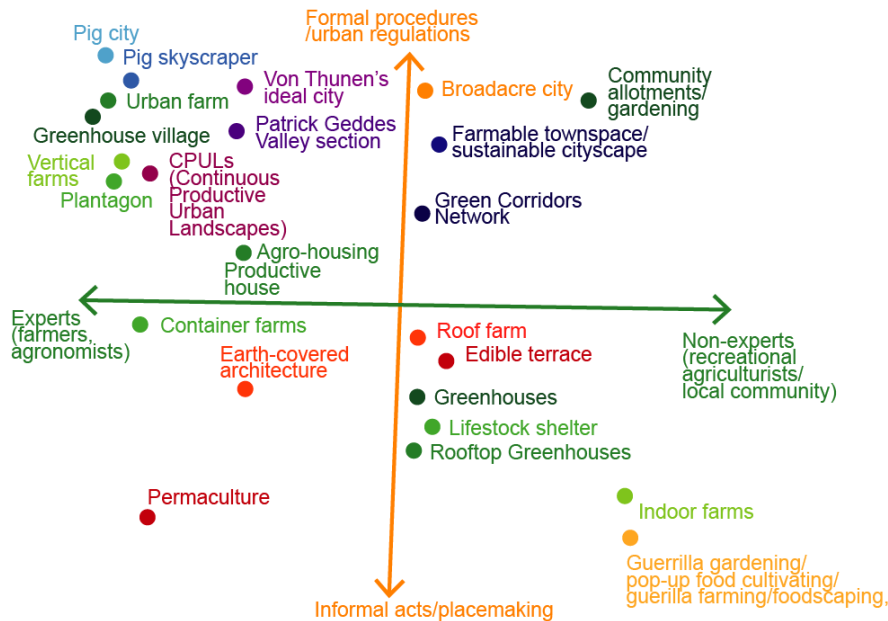 Formal procedures
/urban regulations
Pig city
Pig skyscraper
Urban farm
Greenhouse village
Von Thunen's
ideal city
Patrick Geddes
Valley section
Vertical
farms
Plantagon
CPULs
(Continuous
Productive
Urban
Landscapes)
Agro-housing
Productive
house
Broadacre city
Community
allotments/
gardening
Farmable townspace/
sustainable cityscape
Green Corridors
Network
Experts
(farmers,
agronomists)
Container farms
Earth-covered
architecture
Permaculture
Roof farm
Edible terrace
Greenhouses
Lifestock shelter
Rooftop Greenhouses
Non-experts
(recreational
agriculturists/
local community)
Indoor farms
Guerrilla gardening/
pop-up food cultivating/
guerilla farming/foodscaping,
Informal acts/placemaking